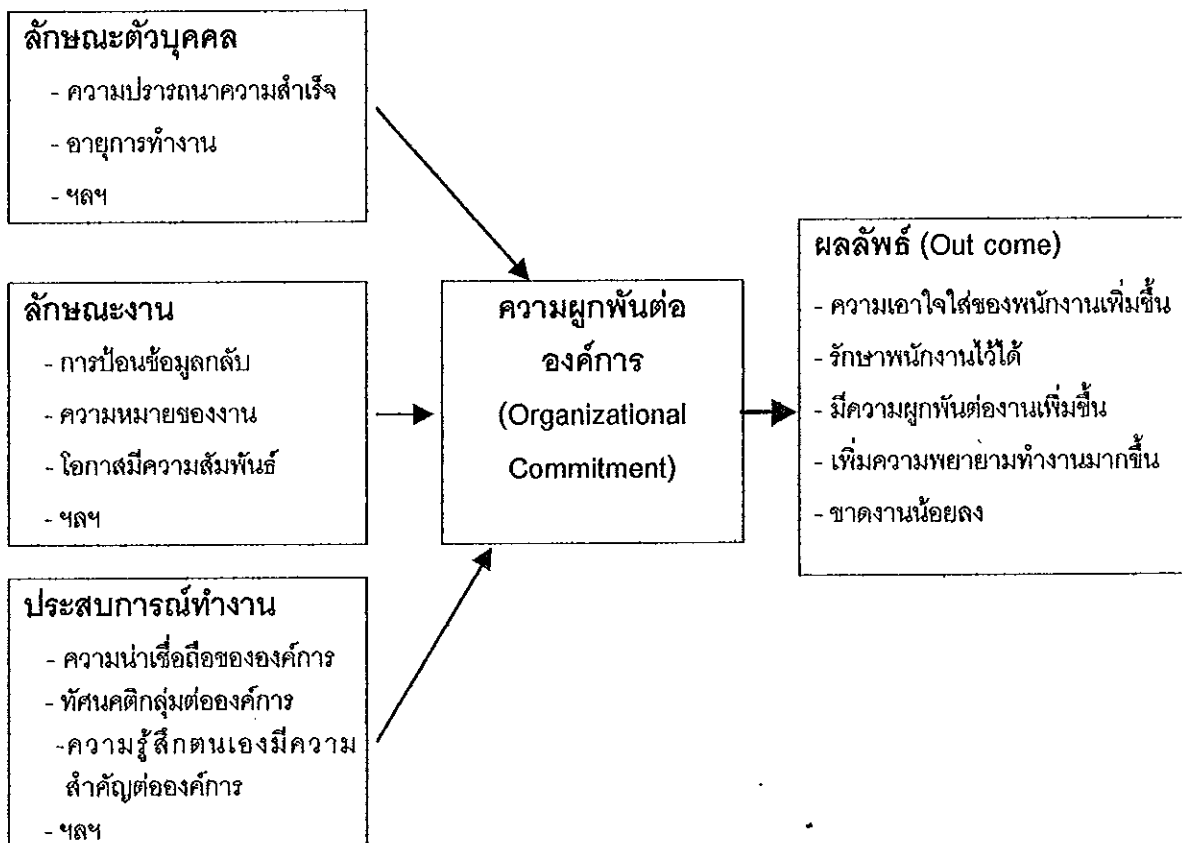 ลักษณะตัวบุคคล
- ความปรารถนาความสำเร็จ
- อายุการทำงาน
- ฯลฯ
ลักษณะงาน
- การป้อนข้อมูลกลับ
- ความหมายของงาน
- โอกาสมีความสัมพันธ์
- ฯลฯ
ประสบการณ์ทำงาน
- ความน่าเชื่อถือขององค์การ
- ทัศนคติกลุ่มต่อองค์การ
-ความรู้สึกตนเองมีความ
สำคัญต่อองค์การ
- ฯลฯ
ความผูกพันต่อ
องค์การ
(Organizational
Commitment)
ผลลัพธ์ (Out come)
- ความเอาใจใส่ของพนักงานเพิ่มขึ้น
- รักษาพนักงานไว้ได้
- มีความผูกพันต่องานเพิ่มขึ้น
- เพิ่มความพยายามทำงานมากขึ้น
- ขาดงานน้อยลง